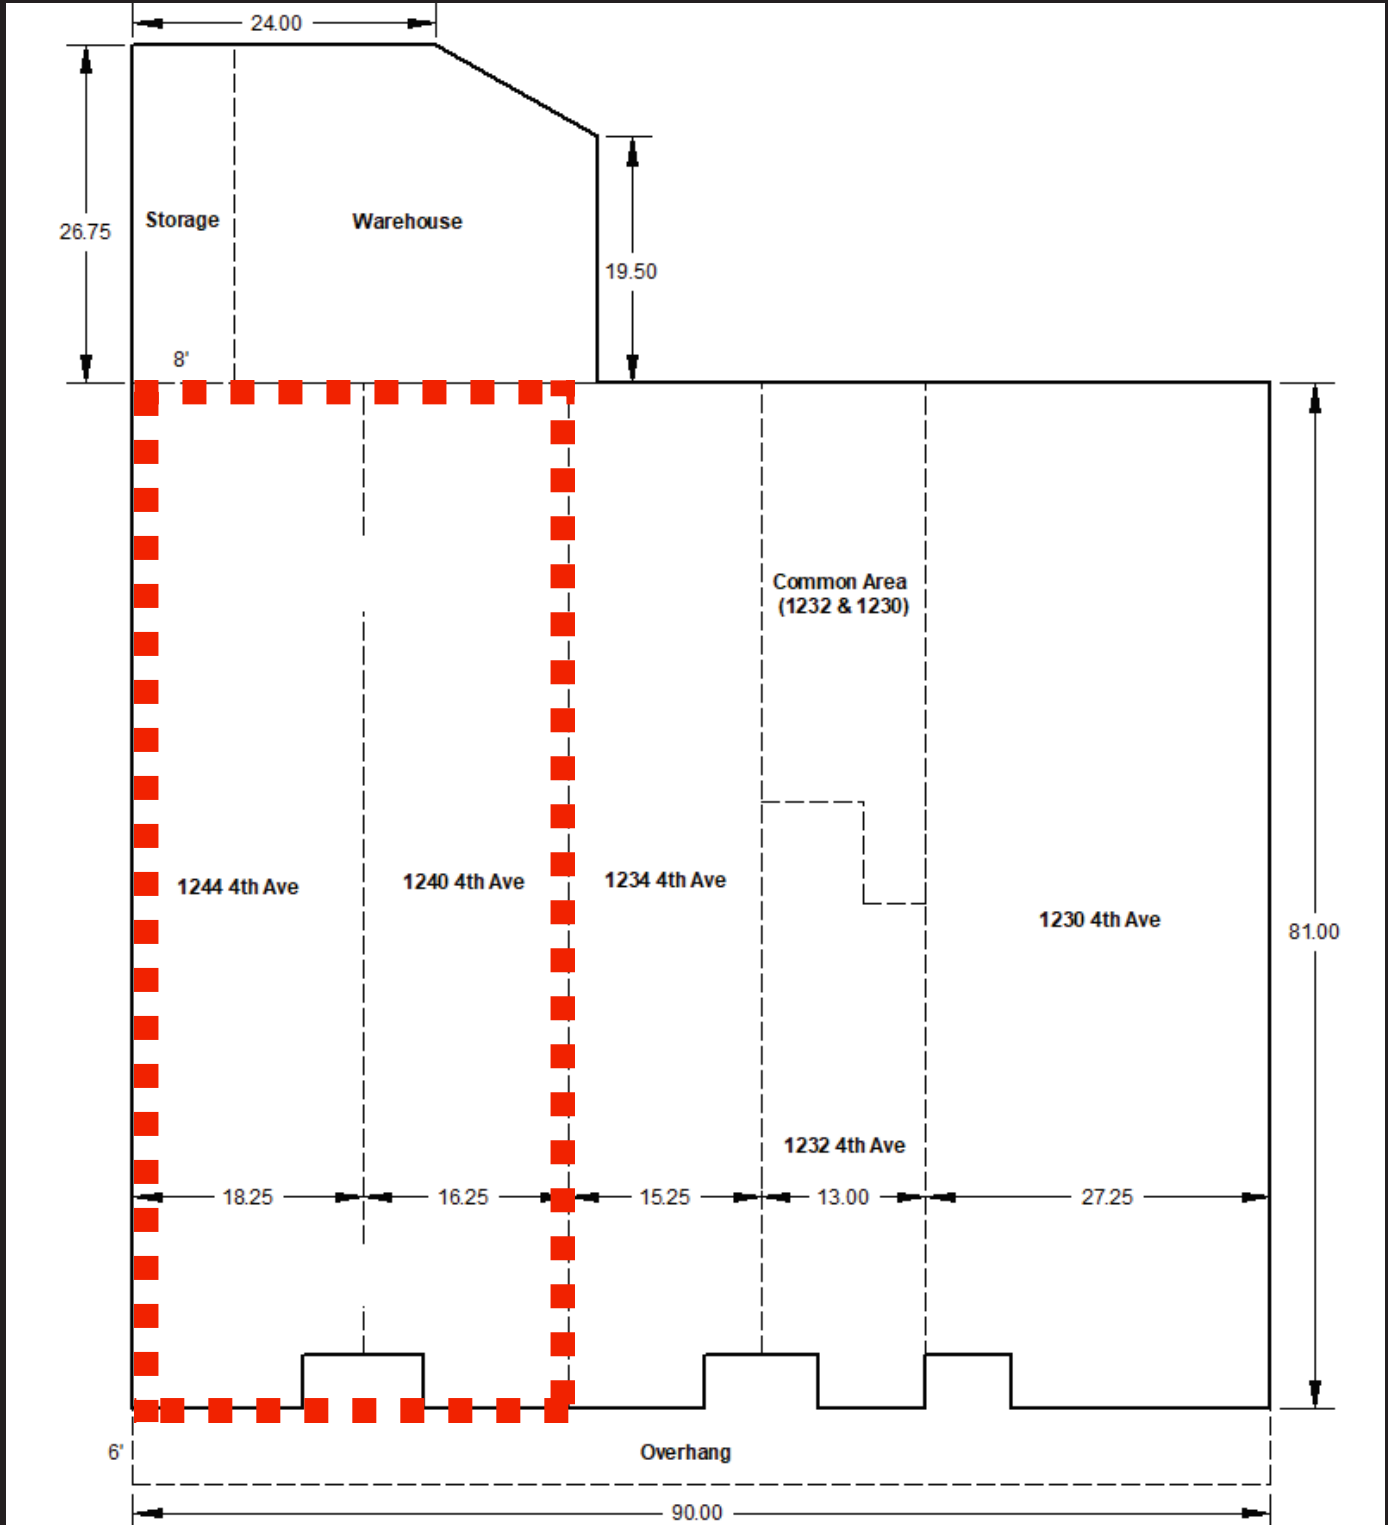 24.00
26.75
Storage
Warehouse
19.50
8'
Common Area
(1232 & 1230)
1244 4th Ave
1240 4th Ave
1234 4th Ave
1230 4th Ave
81.00
1232 4th Ave
18.25
16.25
15.25
13.00
27.25
6'
Overhang
90.00